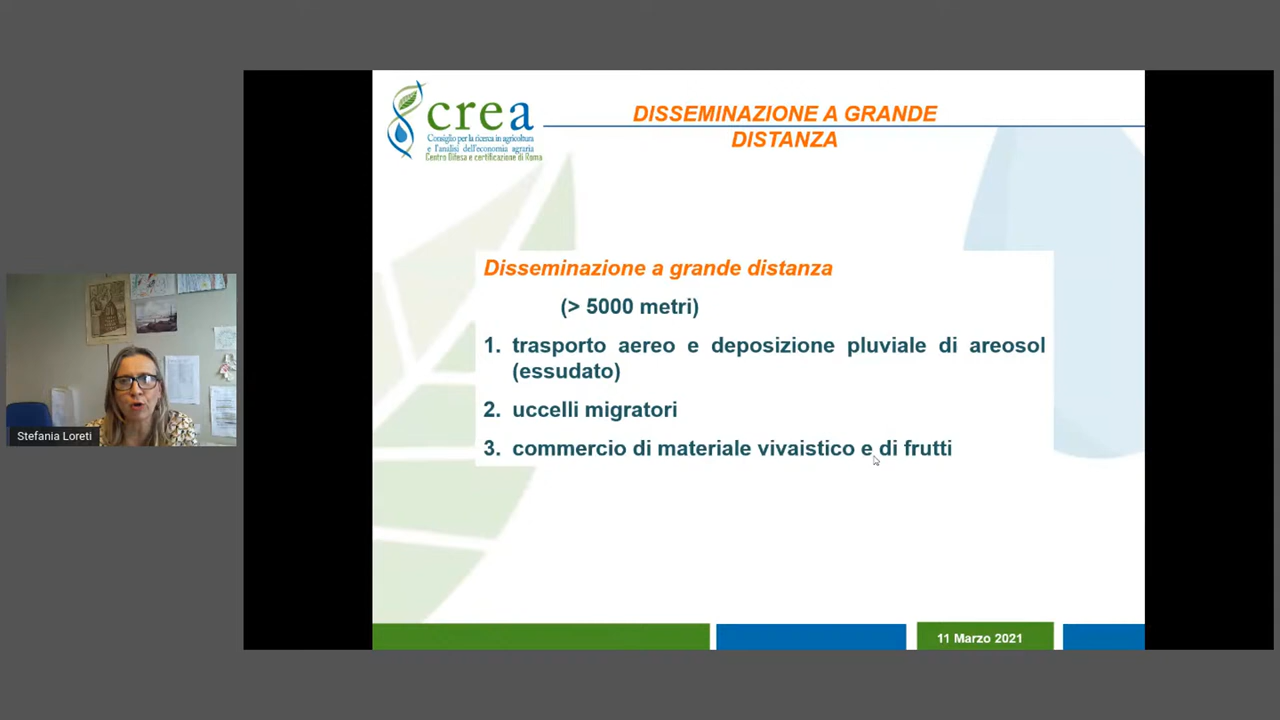 crea
Consiglio per la ricerca in agricoltura
e l'analisi dell'economia agraria
Centro Difesa e certificazione di Roma
DISSEMINAZIONE A GRANDE
DISTANZA
Disseminazione a grande distanza
(> 5000 metri)
1. trasporto aereo e deposizione pluviale di areosol
(essudato)
2. uccelli migratori
3. commercio di materiale vivaistico e di frutti
Stefania Loreti
11 Marzo 2021